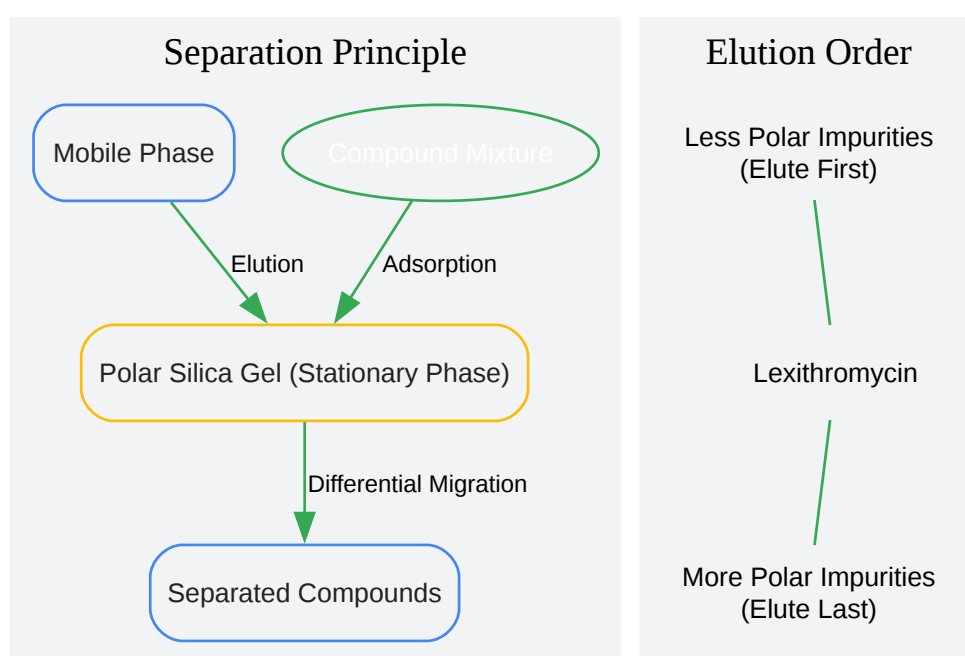 Separation Principle
Mobile Phase
Compound Mixture
Elution
Adsorption
Polar Silica Gel (Stationary Phase)
Differential Migration
Separated Compounds
Elution Order
Less Polar Impurities
(Elute First)
Lexithromycin
More Polar Impurities
(Elute Last)